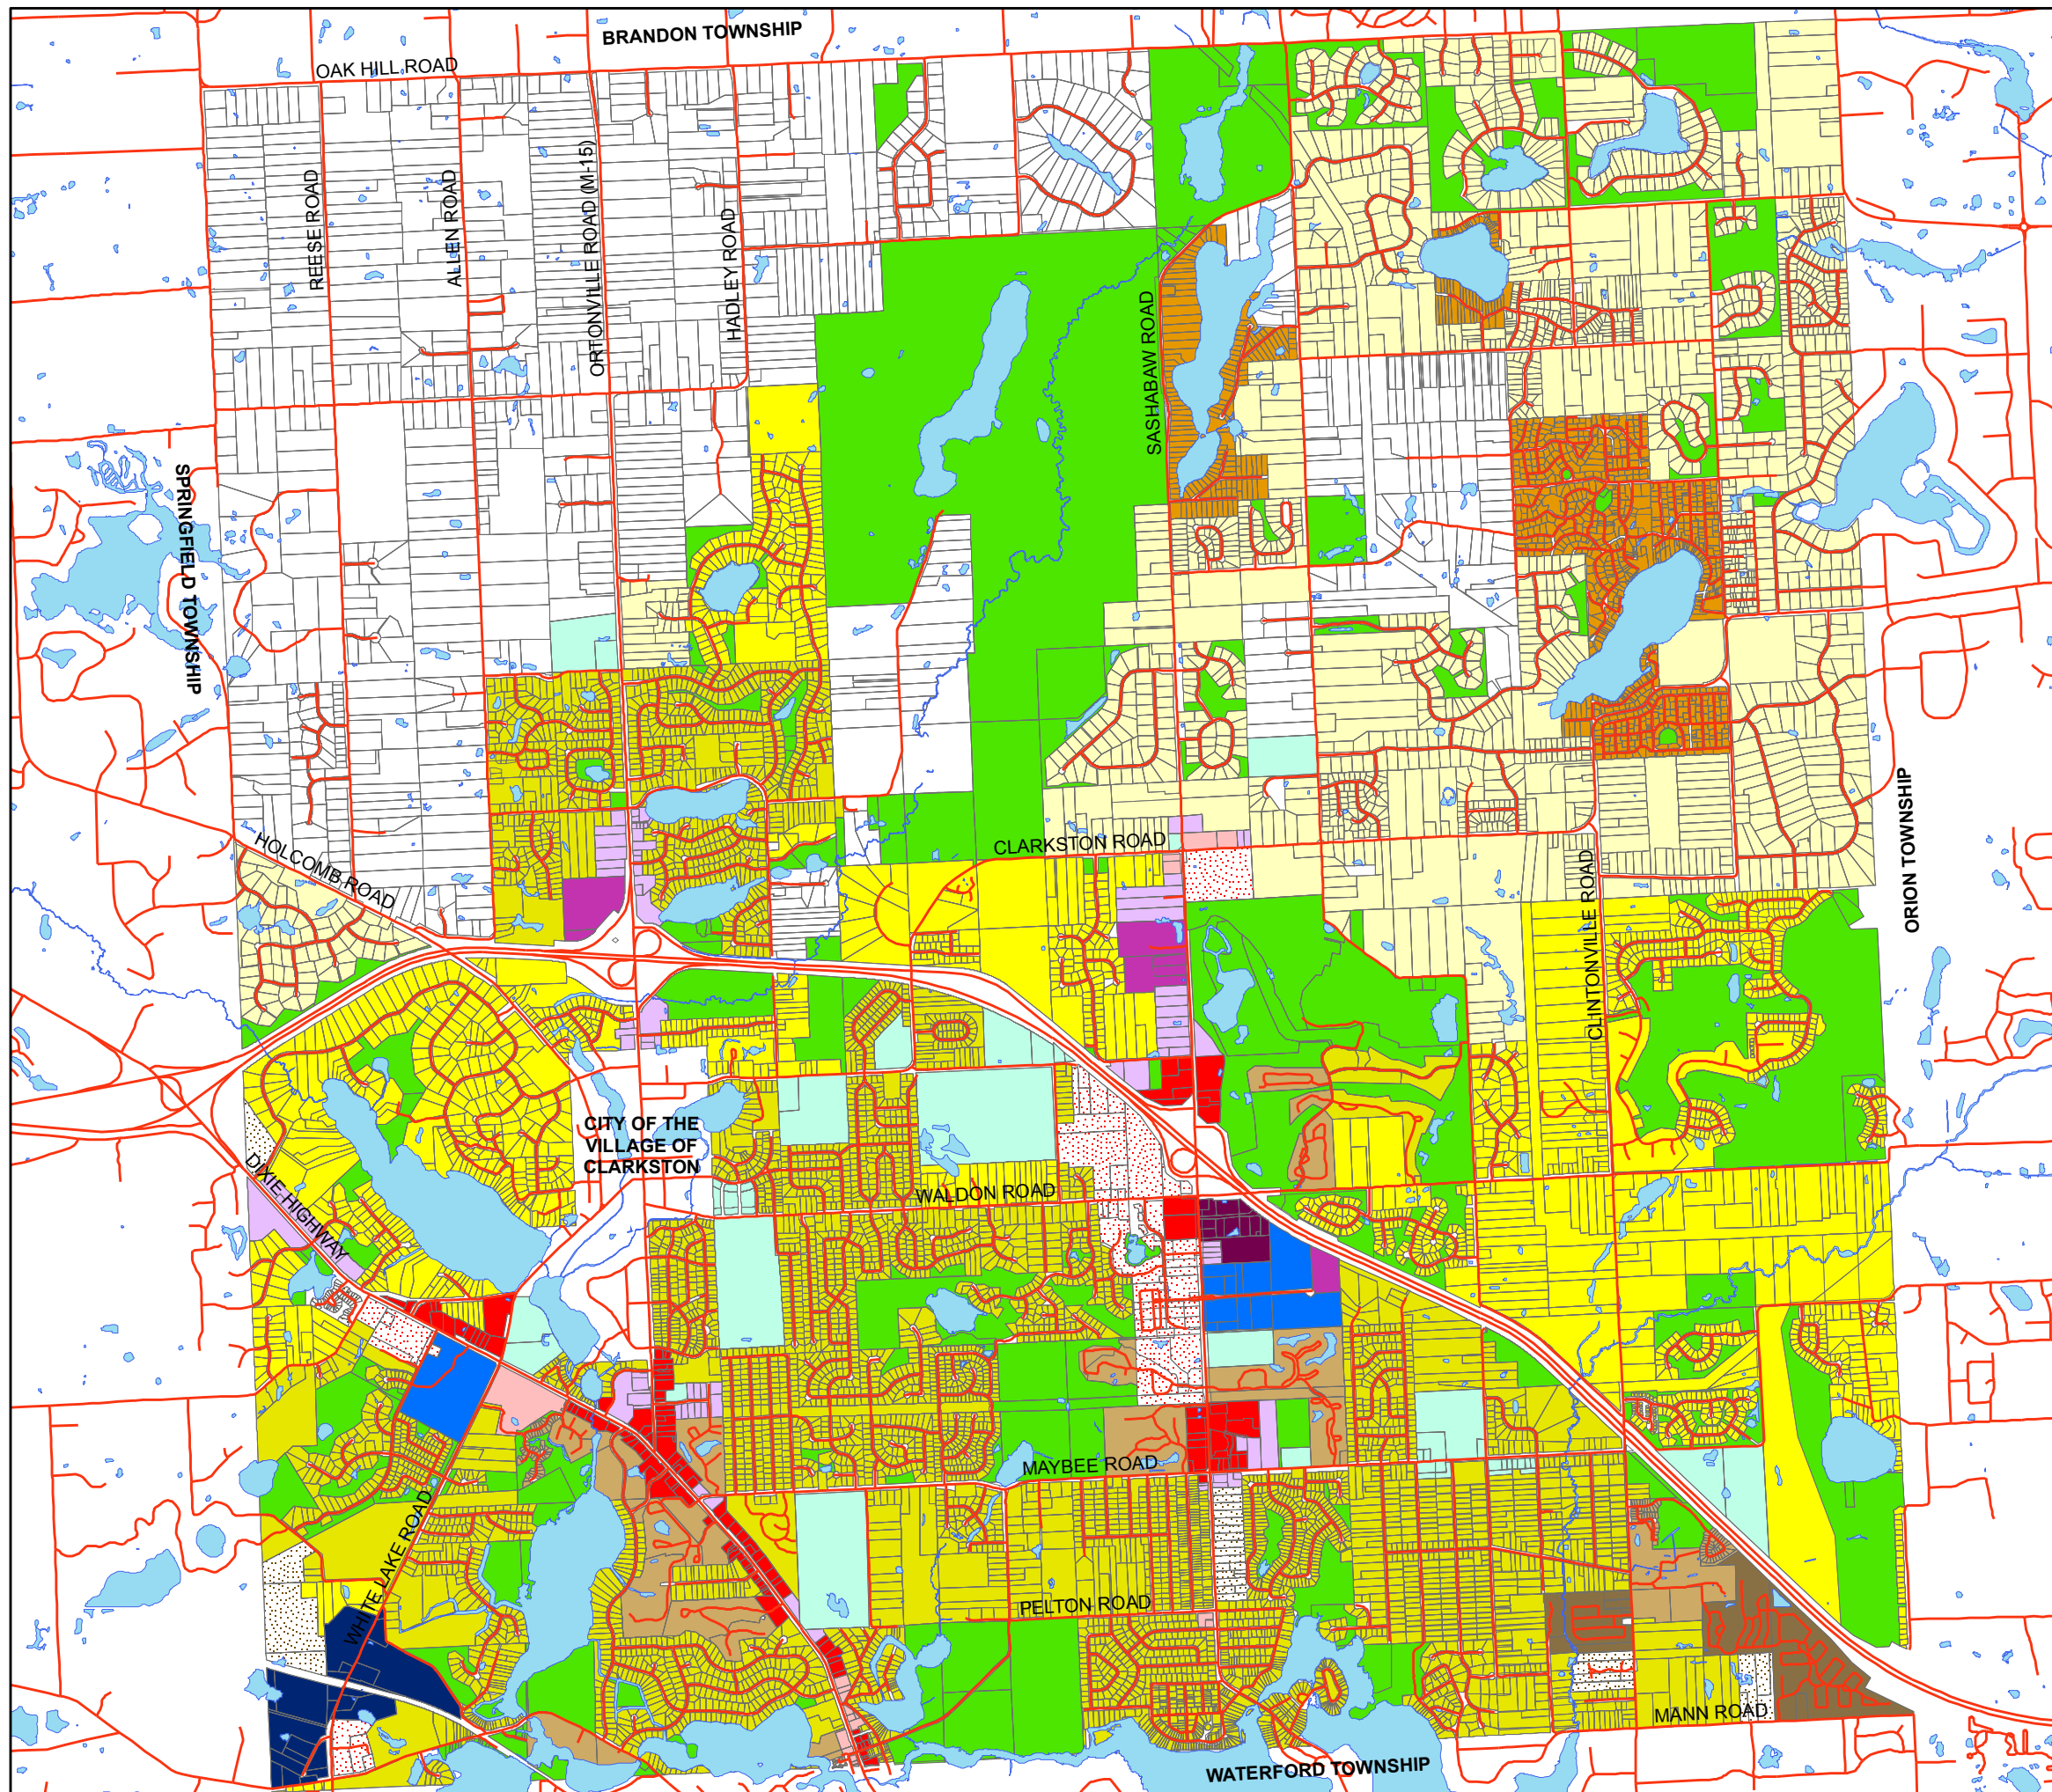 BRANDON TOWNSHIP
OAK HILL ROAD
REESE ROAD
ALLEN ROAD
ORTONVILLE ROAD (M-15)
HADLEY ROAD
SASHABAW ROAD
SPRINGFIELD TOWNSHIP
ORION TOWNSHIP
HOLCOMB ROAD
CLARKSTON ROAD
CLINTONVILLE ROAD
CITY OF THE
VILLAGE OF
CLARKSTON
DIXIE HIGHWAY
WALDON ROAD
MAYBEE ROAD
WHITE LAKE ROAD
PELTON ROAD
MANN ROAD
WATERFORD TOWNSHIP